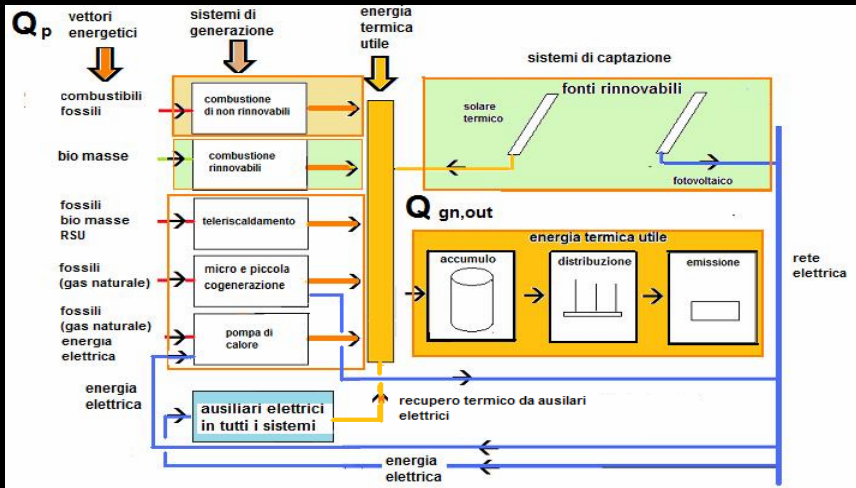 Q p
vettori
energetici
sistemi di
generazione
energia
termica
utile
sistemi di captazione
combustibili
fossili
combustione
di non rinnovabili
fonti rinnovabili
solare
termico
fotovoltaico
bio masse
combustione
rinnovabili
fossili
bio masse
RSU
teleriscaldamento
Q gn,out
energia termica utile
accumulo
distribuzione
emissione
rete
elettrica
fossili
(gas naturale)
micro e piccola
cogenerazione
fossili
(gas naturale)
energia
elettrica
pompa di
calore
energia
elettrica
ausiliari elettrici
in tutti i sistemi
recupero termico da ausilari
elettrici
energia
elettrica